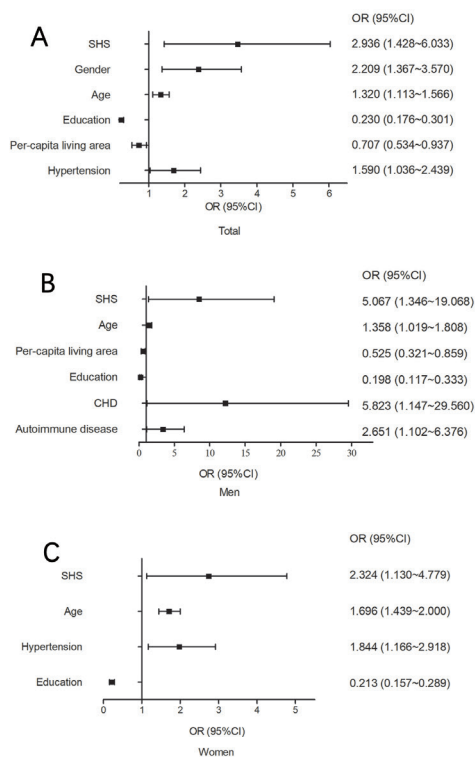 A
OR (95%CI)
SHS 2.936 (1.428~6.033)
Gender 2.209 (1.367~3.570)
Age 1.320 (1.113~1.566)
Education 0.230 (0.176~0.301)
Per-capita living area 0.707 (0.534~0.937)
Hypertension 1.590 (1.036~2.439)
1 2 3 4 5 6
OR (95%CI)
Total
B
OR (95%CI)
SHS 5.067 (1.346~19.068)
Age 1.358 (1.019~1.808)
Per-capita living area 0.525 (0.321~0.859)
Education 0.198 (0.117~0.333)
CHD 5.823 (1.147~29.560)
Autoimmune disease 2.651 (1.102~6.376)
0 5 10 15 20 25 30
OR (95%CI)
Men
C
OR (95%CI)
SHS 2.324 (1.130~4.779)
Age 1.696 (1.439~2.000)
Hypertension 1.844 (1.166~2.918)
Education 0.213 (0.157~0.289)
0 1 2 3 4 5
OR (95%CI)
Women